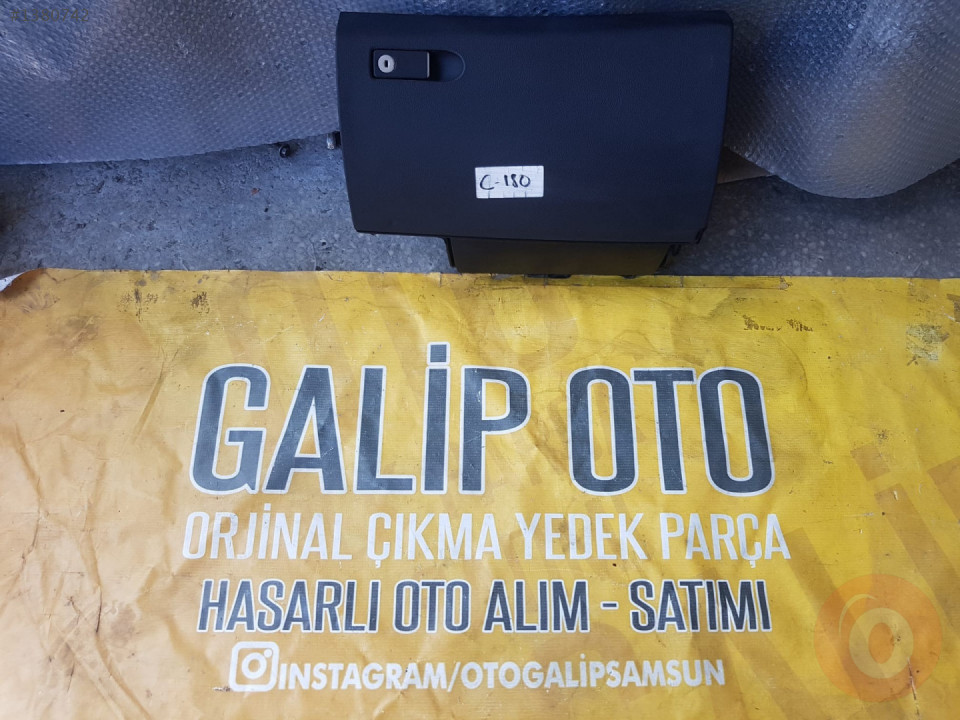 C-180
GALİP OTO
ORJİNAL ÇIKMA YEDEK PARÇA
HASARLI OTO ALIM - SATIMI
INSTAGRAM/OTOGALIPSAMSUN